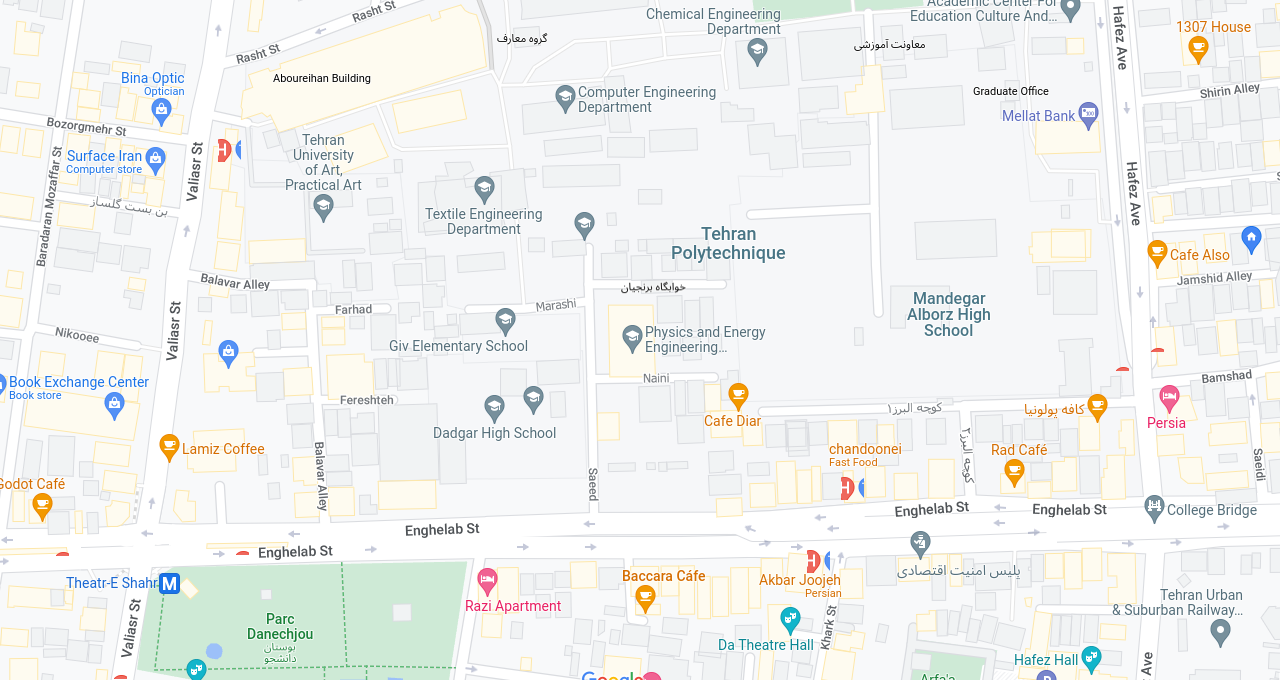 Rasht St
Chemical Engineering
Department
Academic Center For
Education Culture And...
Hafez Ave
1307 House
گروه معارف
معاونت آموزشی
Rasht St
Aboureihan Building
Bina Optic
Optician
Computer Engineering
Department
Graduate Office
Shirin Alley
Mellat Bank
Bozorgmehr St
Tehran
University
of Art,
Practical Art
Surface Iran
Computer store
Valiasr St
Baradaran Mozaffar St
Hafez Ave
بن بست گلساز
Textile Engineering
Department
Tehran
Polytechnique
Cafe Also
Balavar Alley
Jamshid Alley
خوابگاه برنجیان
Farhad
Marashi
Mandegar
Alborz High
School
Nikooee
Valiasr St
Giv Elementary School
Physics and Energy
Engineering...
Book Exchange Center
Book store
Naini
Bamshad
Fereshteh
Cafe Diar
کوچه البرز۱
کافه پولونیا
Persia
Dadgar High School
Lamiz Coffee
Balavar Alley
chandoonei
Fast Food
کوچه البرز۲
Rad Café
Saeidi
Godot Café
Saeed
Enghelab St
Enghelab St
Enghelab St
College Bridge
Enghelab St
Theatr-E Shahr
M
Baccara Cáfe
Akbar Joojeh
Persian
پلیس امنیت اقتصادی
Razi Apartment
Tehran Urban
& Suburban Railway...
Valiasr St
Parc
Danechjou
بوستان
دانشجو
Da Theatre Hall
Khark St
Hafez Hall
Arfa'a
Google
Ave